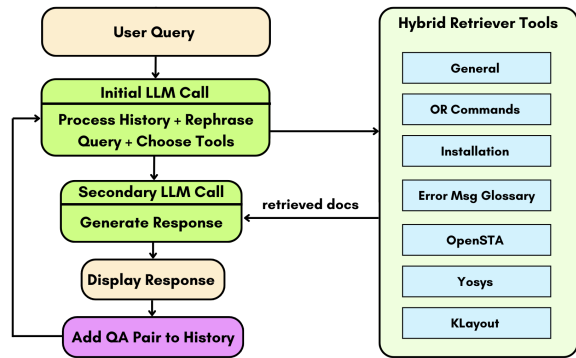 User Query
Initial LLM Call
Process History + Rephrase
Query + Choose Tools
Secondary LLM Call
Generate Response
retrieved docs
Display Response
Add QA Pair to History
Hybrid Retriever Tools
General
OR Commands
Installation
Error Msg Glossary
OpenSTA
Yosys
KLayout